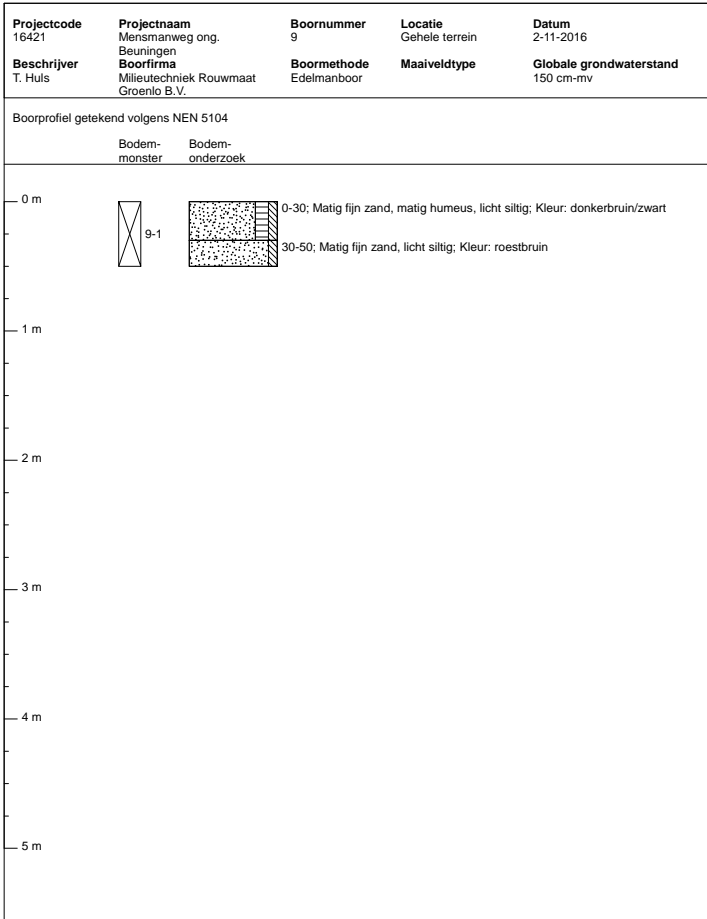 Projectcode Projectnaam Boornummer Locatie Datum
16421 Mensmanweg ong. 9 Gehele terrein 2-11-2016
Beuningen
Beschrijver Boorfirma Boormethode Maaiveldtype Globale grondwaterstand
T. Huls Milieutechniek Rouwmaat Edelmanboor 150 cm-mv
Groenlo B.V.
Boorprofiel getekend volgens NEN 5104
Bodem- Bodem-
monster onderzoek
0 m
0-30; Matig fijn zand, matig humeus, licht siltig; Kleur: donkerbruin/zwart
9-1
30-50; Matig fijn zand, licht siltig; Kleur: roestbruin
1 m
2 m
3 m
4 m
5 m